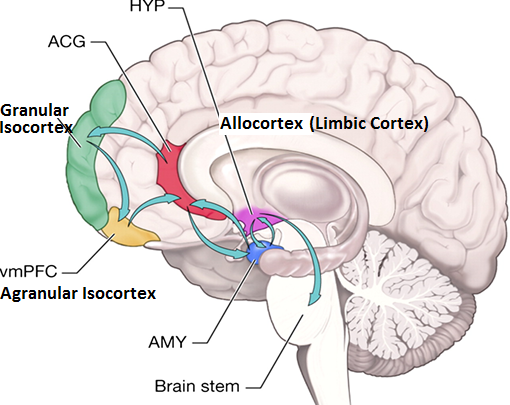 HYP
ACG
Granular
Isocortex
Allocortex (Limbic Cortex)
vmPFC
Agranular Isocortex
AMY
Brain stem